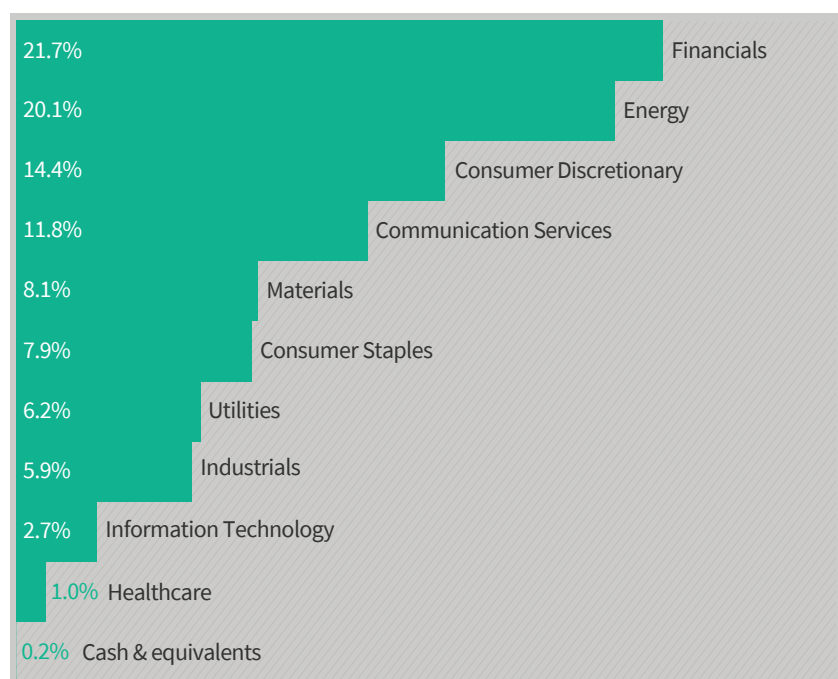 21.7% Financials
20.1% Energy
14.4% Consumer Discretionary
11.8% Communication Services
8.1% Materials
7.9% Consumer Staples
6.2% Utilities
5.9% Industrials
2.7% Information Technology
1.0% Healthcare
0.2% Cash & equivalents